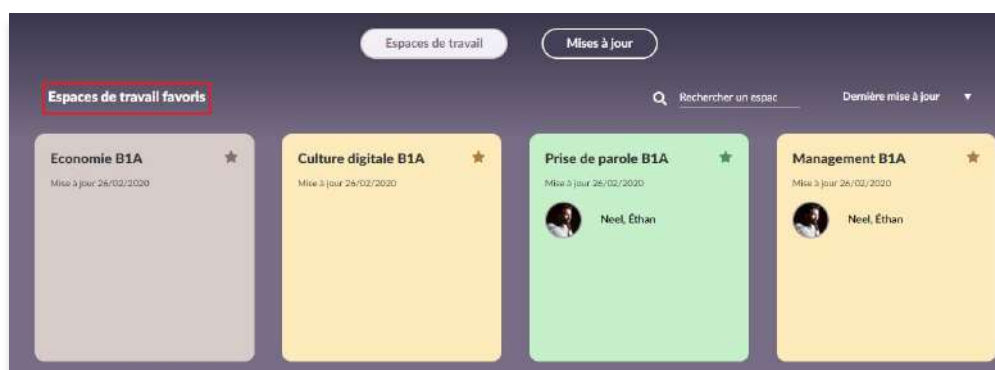 Espaces de travail
Mises à jour
Espaces de travail favoris
Rechercher un espac
Dernière mise à jour
Economie B1A
Mise à jour 26/02/2020
Culture digitale B1A
Mise à jour 26/02/2020
Prise de parole B1A
Mise à jour 26/02/2020
Neel, Éthan
Management B1A
Mise à jour 26/02/2020
Neel, Éthan